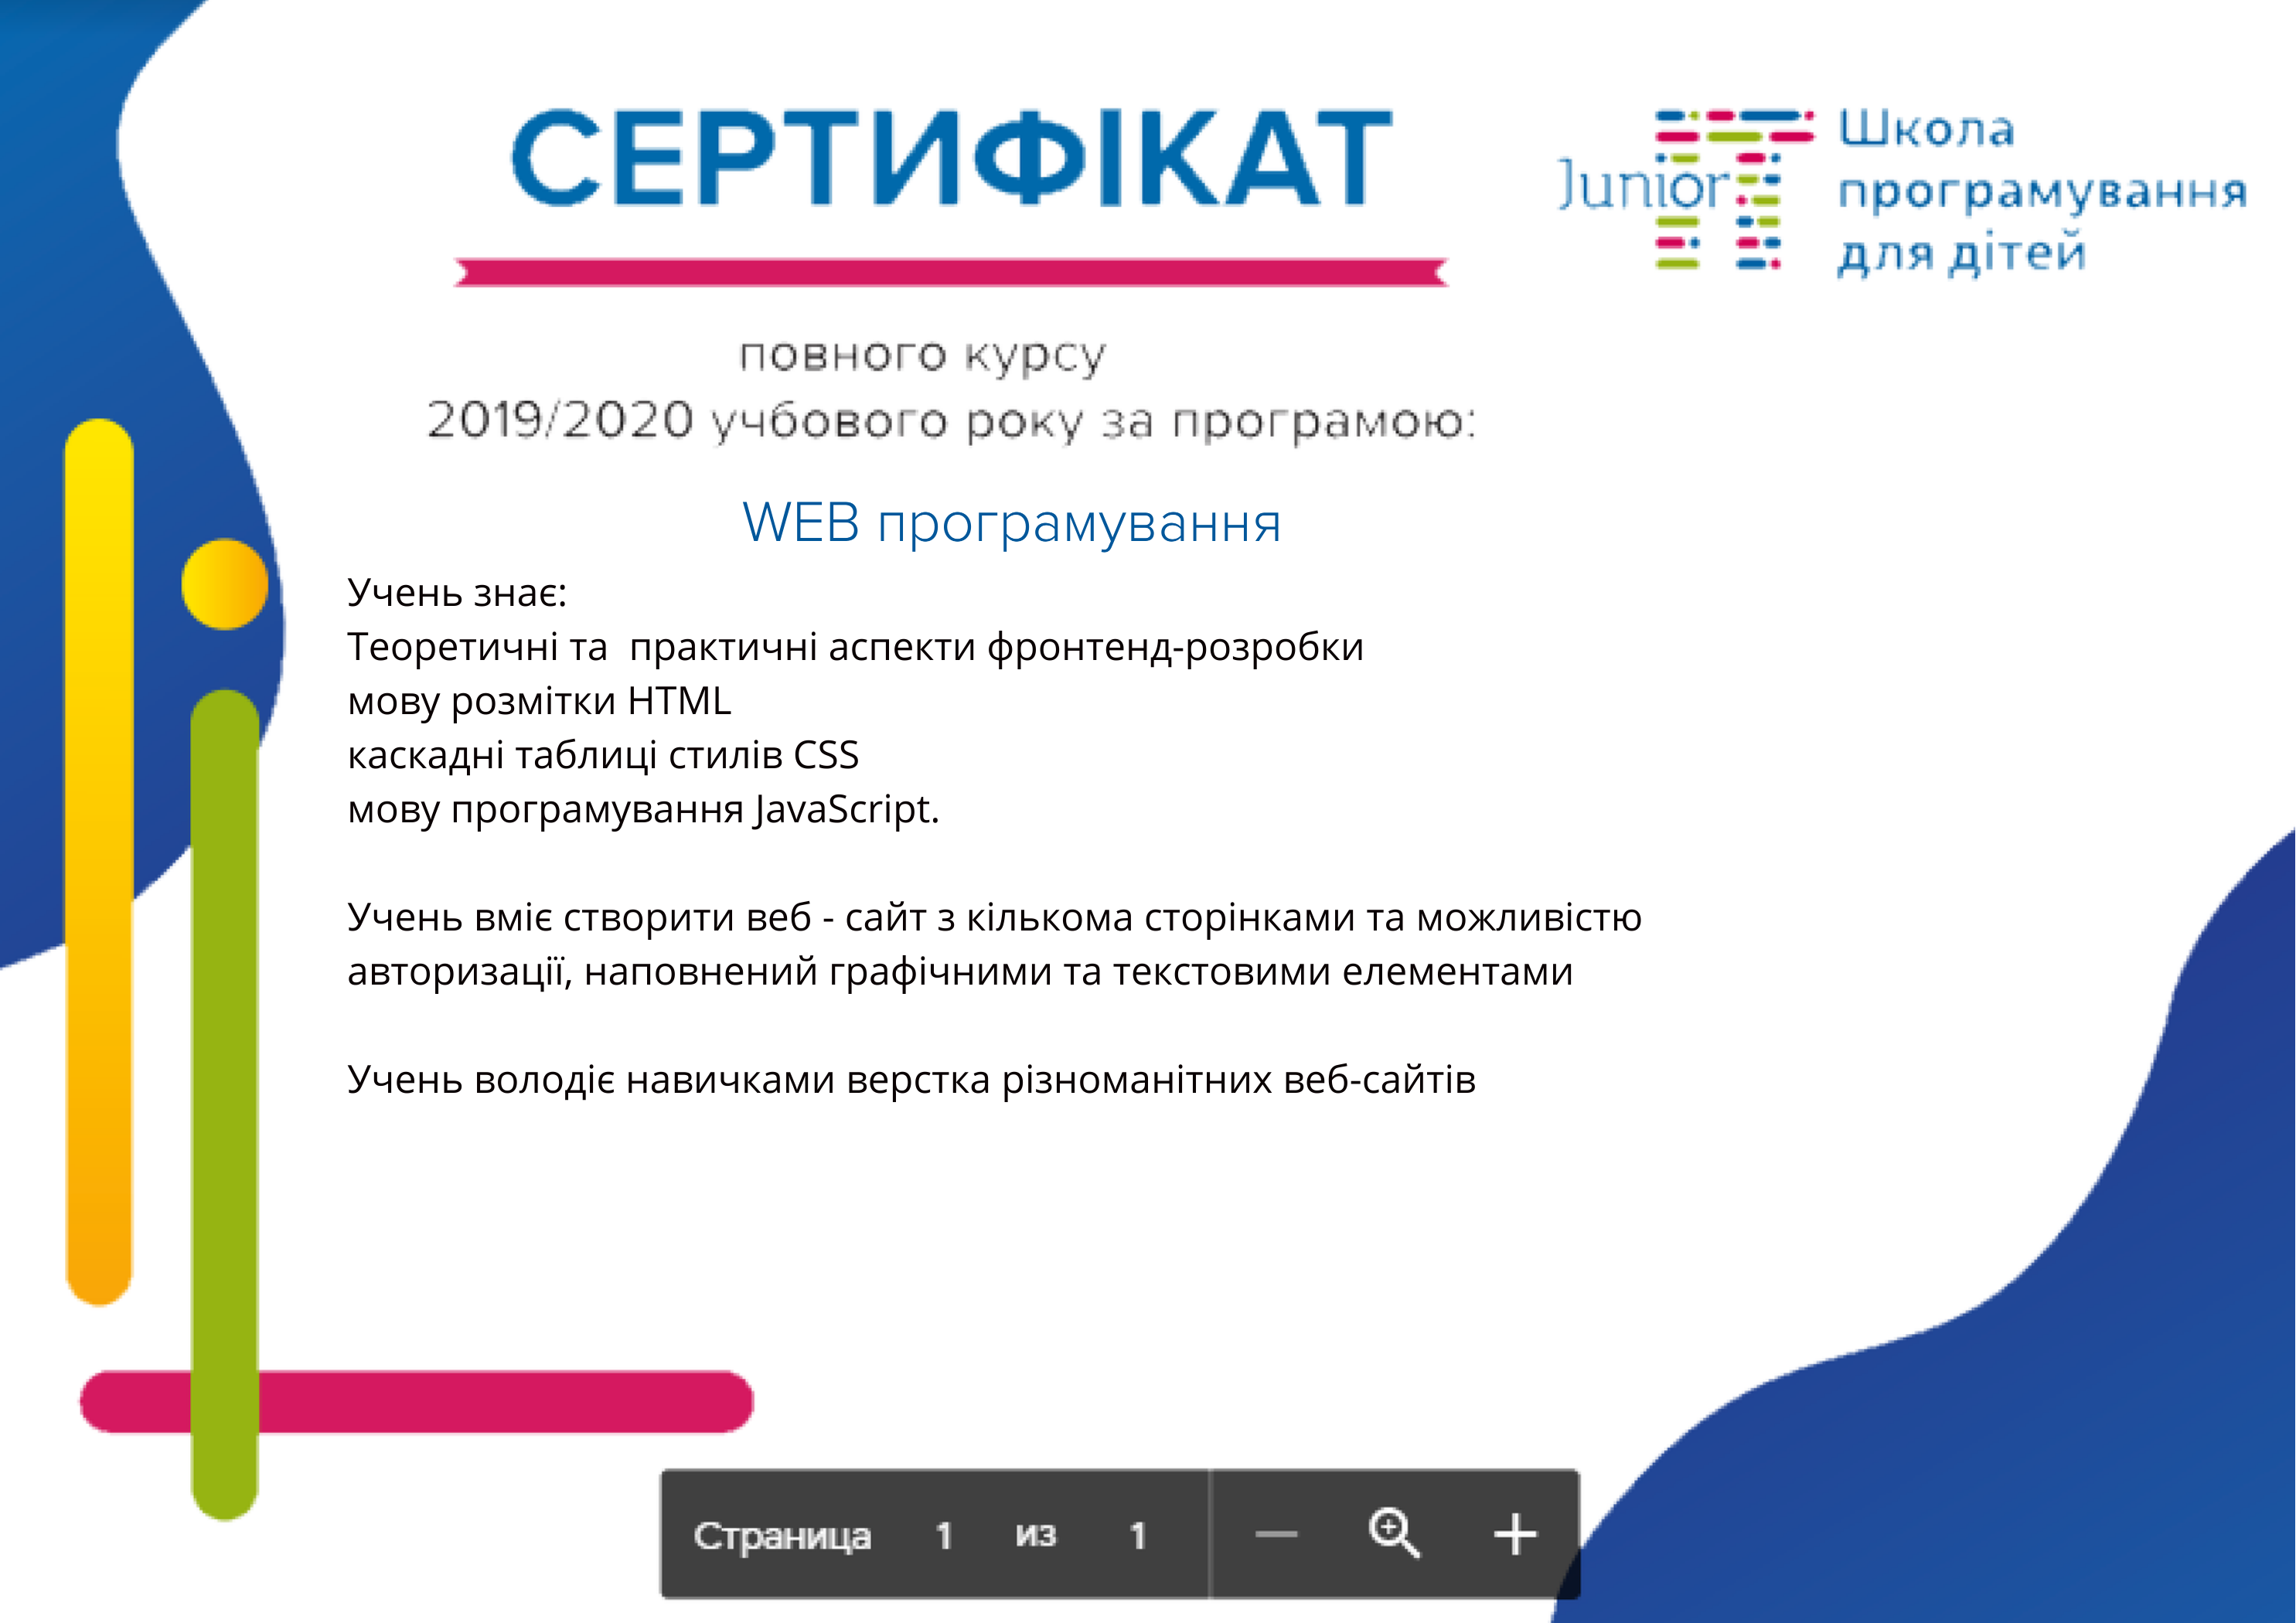 СЕРТИФІКАТ
Junior
Школа
програмування
для дітей
повного курсу
2019/2020 учбового року за програмою:
WEB програмування
Учень знає:
Теоретичні та  практичні аспекти фронтенд-розробки
мову розмітки HTML
каскадні таблиці стилів CSS
мову програмування JavaScript.
Учень вміє створити веб - сайт з кількома сторінками та можливістю
авторизації, наповнений графічними та текстовими елементами
Учень володіє навичками верстка різноманітних веб-сайтів
Страница 1 из 1